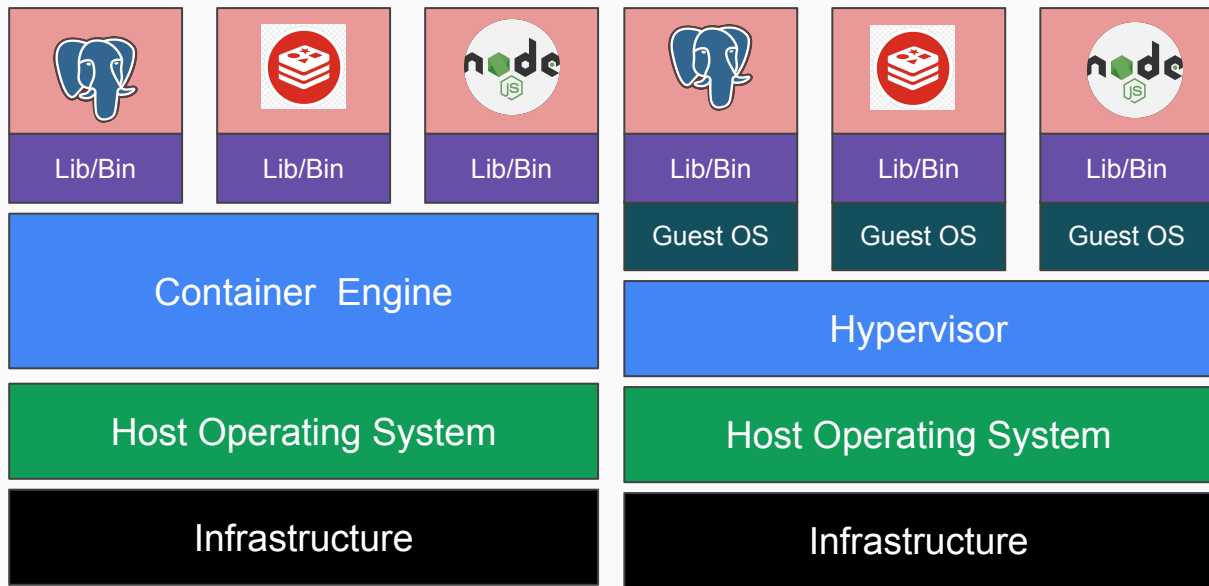 node
JS
node
JS
Lib/Bin
Lib/Bin
Lib/Bin
Lib/Bin
Lib/Bin
Lib/Bin
Guest OS
Guest OS
Guest OS
Container Engine
Hypervisor
Host Operating System
Host Operating System
Infrastructure
Infrastructure